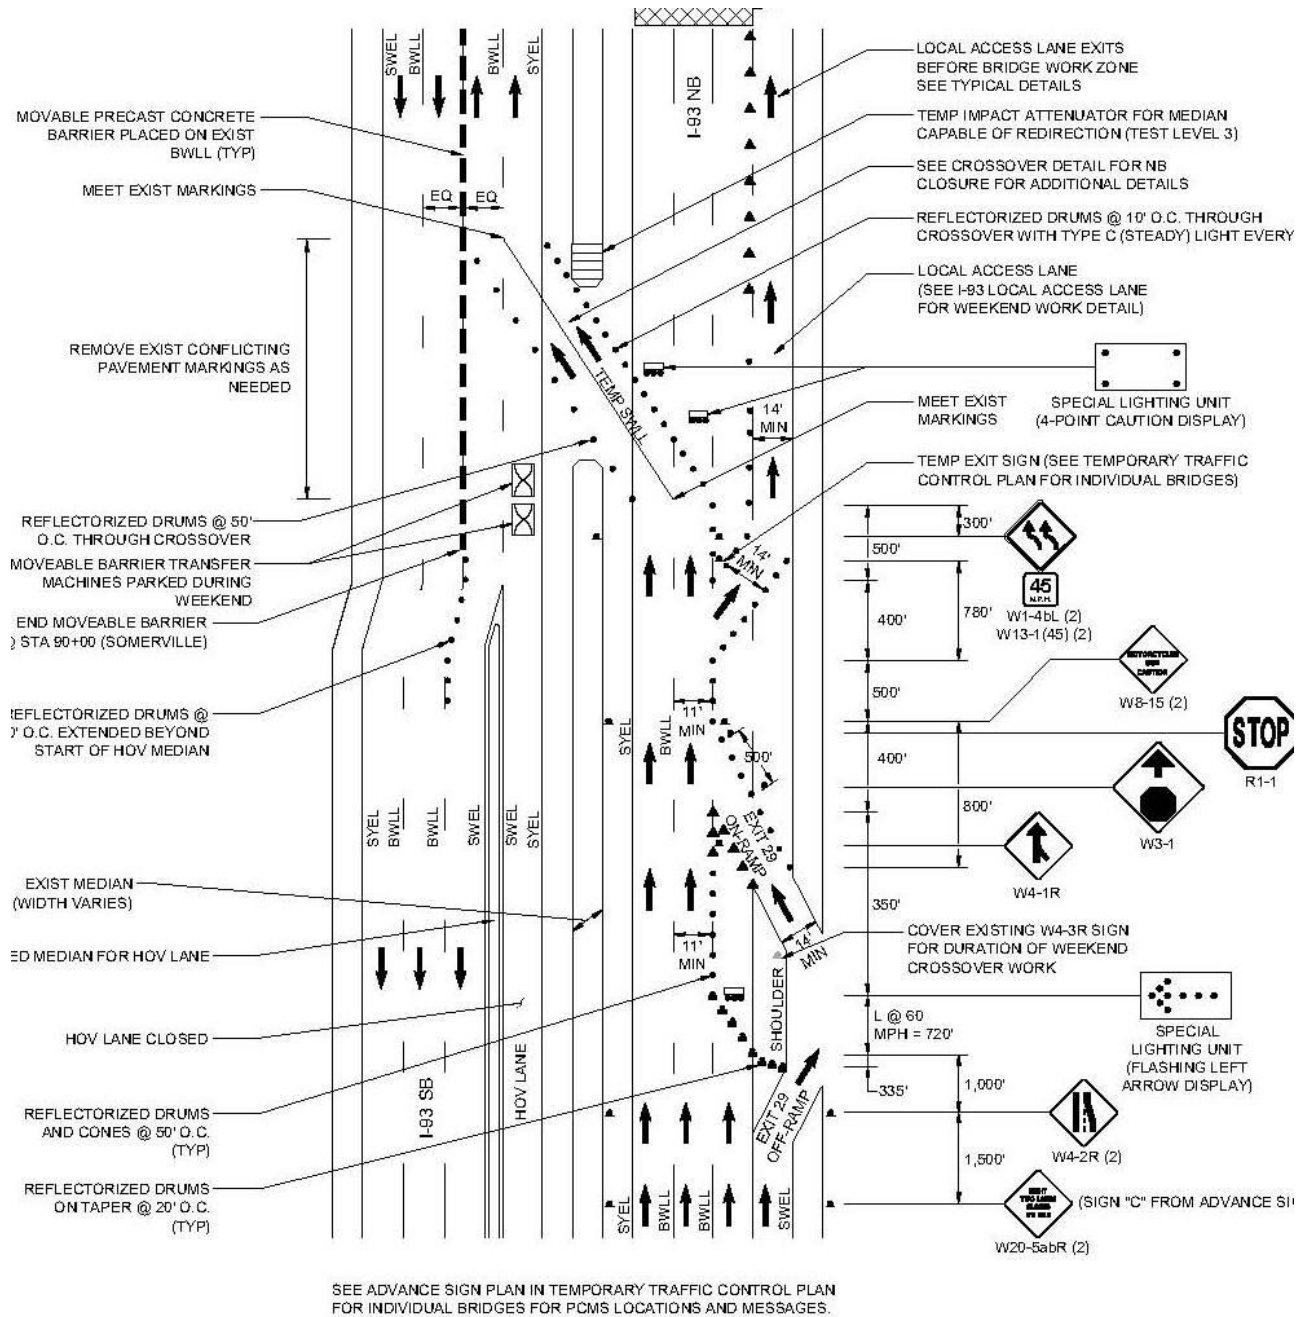 SWEL
BWLL
BWLL
SYEL
I-93 NB
LOCAL ACCESS LANE EXITS
BEFORE BRIDGE WORK ZONE
SEE TYPICAL DETAILS
MOVABLE PRECAST CONCRETE
BARRIER PLACED ON EXIST
BWLL (TYP)
TEMP IMPACT ATTENUATOR FOR MEDIAN
CAPABLE OF REDIRECTION (TEST LEVEL 3)
MEET EXIST MARKINGS
EQ
EQ
SEE CROSSOVER DETAIL FOR NB
CLOSURE FOR ADDITIONAL DETAILS
REFLECTORIZED DRUMS @ 10' O.C. THROUGH
CROSSOVER WITH TYPE C (STEADY) LIGHT EVERY
LOCAL ACCESS LANE
(SEE I-93 LOCAL ACCESS LANE
FOR WEEKEND WORK DETAIL)
REMOVE EXIST CONFLICTING
PAVEMENT MARKINGS AS
NEEDED
TEMP SWLL
14'
MIN
MEET EXIST
MARKINGS
SPECIAL LIGHTING UNIT
(4-POINT CAUTION DISPLAY)
TEMP EXIT SIGN (SEE TEMPORARY TRAFFIC
CONTROL PLAN FOR INDIVIDUAL BRIDGES)
REFLECTORIZED DRUMS @ 50'
O.C. THROUGH CROSSOVER
MOVEABLE BARRIER TRANSFER
MACHINES PARKED DURING
WEEKEND
END MOVEABLE BARRIER
@ STA 90+00 (SOMERVILLE)
14'
MIN
300'
500'
780'
400'
500'
45
M.P.H.
W1-4bL (2)
W13-1(45) (2)
MOTORCYCLES
USE
CAUTION
W8-15 (2)
REFLECTORIZED DRUMS @
0' O.C. EXTENDED BEYOND
START OF HOV MEDIAN
11'
MIN
SYEL
BWLL
500'
400'
800'
STOP
R1-1
W3-1
SYEL
BWLL
BWLL
SWEL
SWEL
SYEL
EXIT 29
ON-RAMP
W4-1R
EXIST MEDIAN
(WIDTH VARIES)
350'
ED MEDIAN FOR HOV LANE
11'
MIN
14'
MIN
COVER EXISTING W4-3R SIGN
FOR DURATION OF WEEKEND
CROSSOVER WORK
HOV LANE CLOSED
SHOULDER
L @ 60
MPH = 720'
SPECIAL
LIGHTING UNIT
(FLASHING LEFT
ARROW DISPLAY)
335'
1,000'
I-93 SB
HOV LANE
EXIT 29
OFF-RAMP
REFLECTORIZED DRUMS
AND CONES @ 50' O.C.
(TYP)
W4-2R (2)
1,500'
REFLECTORIZED DRUMS
ON TAPER @ 20' O.C.
(TYP)
SYEL
BWLL
BWLL
SWEL
RIGHT
TWO LANES
CLOSED
(SIGN "C" FROM ADVANCE SI
W20-5abR (2)
SEE ADVANCE SIGN PLAN IN TEMPORARY TRAFFIC CONTROL PLAN
FOR INDIVIDUAL BRIDGES FOR PCMS LOCATIONS AND MESSAGES.